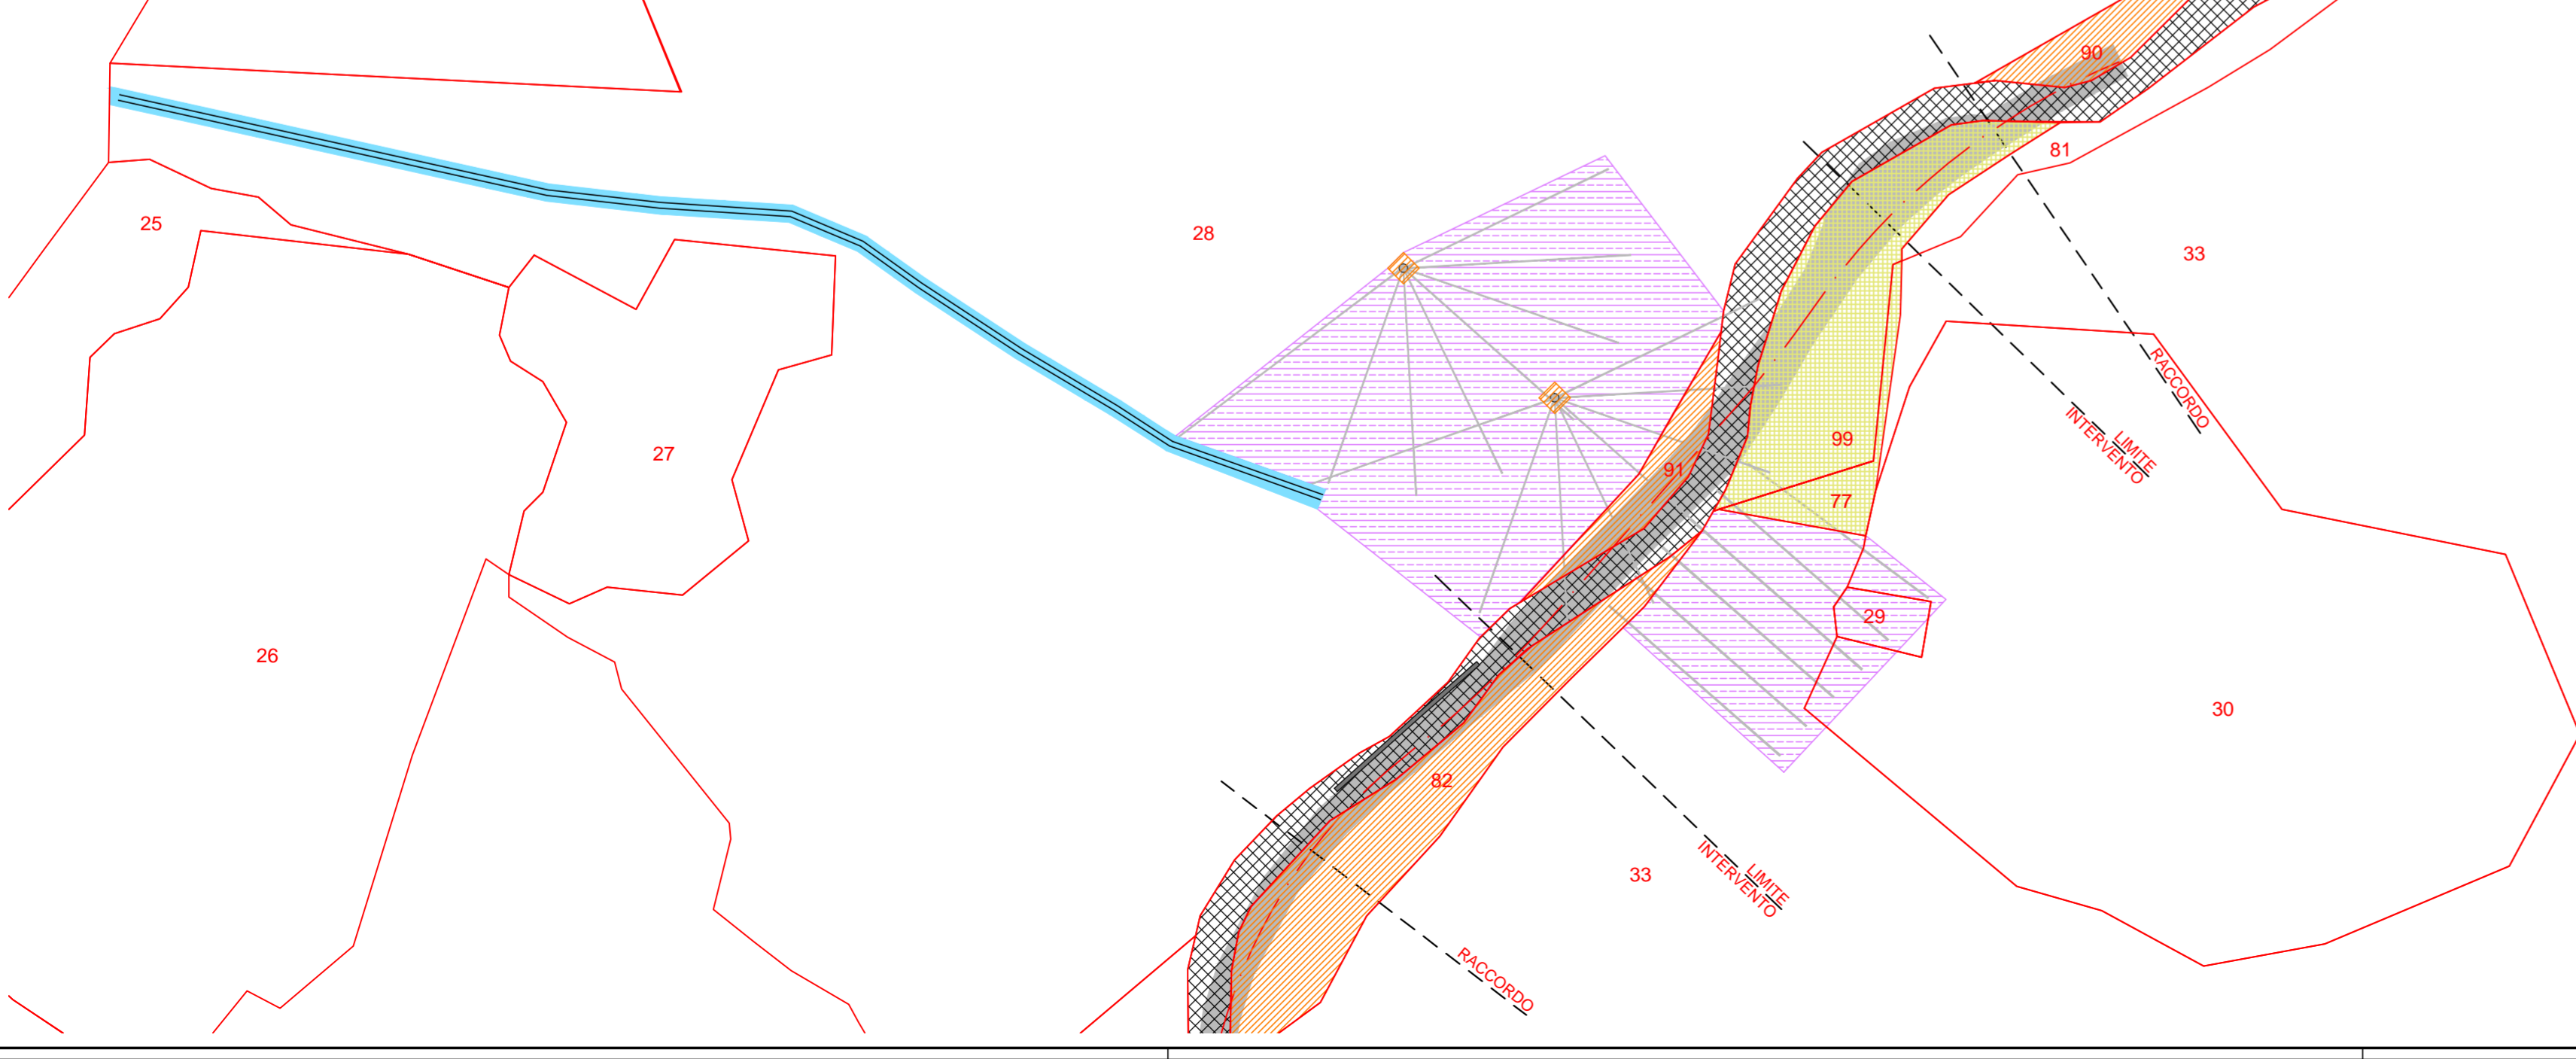 90
81
25
28
33
RACCORDO
LIMITE
INTERVENTO
99
27
91
77
29
26
30
82
33
LIMITE
INTERVENTO
RACCORDO